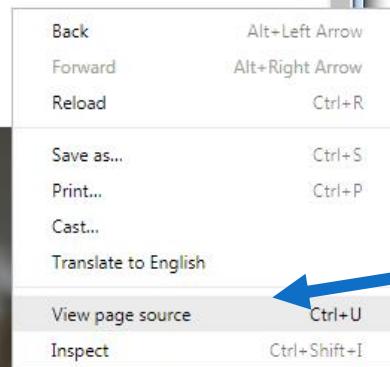 Back Alt+Left Arrow
Forward Alt+Right Arrow
Reload Ctrl+R
Save as... Ctrl+S
Print... Ctrl+P
Cast...
Translate to English
View page source Ctrl+U
Inspect Ctrl+Shift+I